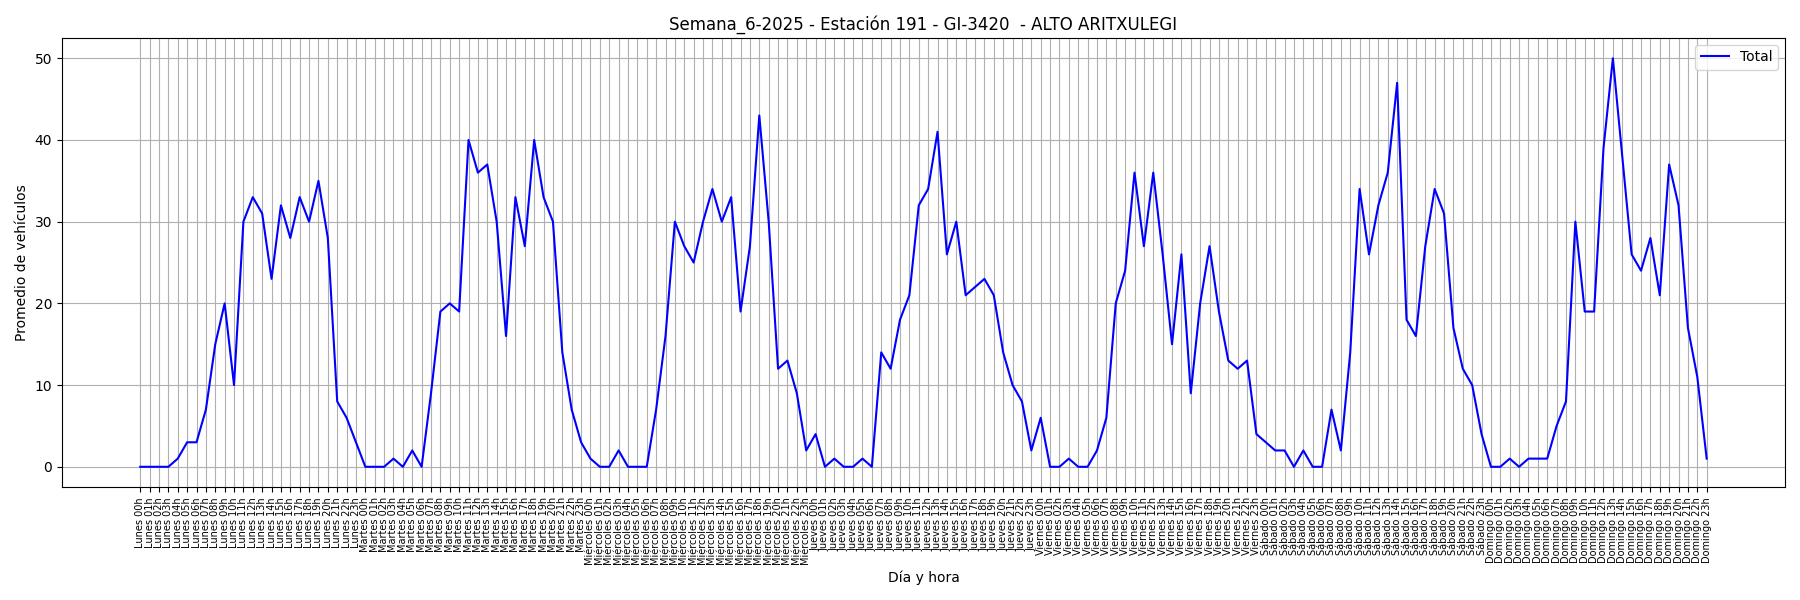 Semana_6-2025 - Estación 191 - GI-3420  - ALTO ARITXULEGI
Total
Promedio de vehículos
50
40
30
20
10
0
Lunes 00h
Lunes 01h
Lunes 02h
Lunes 03h
Lunes 04h
Lunes 05h
Lunes 06h
Lunes 07h
Lunes 08h
Lunes 09h
Lunes 10h
Lunes 11h
Lunes 12h
Lunes 13h
Lunes 14h
Lunes 15h
Lunes 16h
Lunes 17h
Lunes 18h
Lunes 19h
Lunes 20h
Lunes 21h
Lunes 22h
Lunes 23h
Martes 00h
Martes 01h
Martes 02h
Martes 03h
Martes 04h
Martes 05h
Martes 06h
Martes 07h
Martes 08h
Martes 09h
Martes 10h
Martes 11h
Martes 12h
Martes 13h
Martes 14h
Martes 15h
Martes 16h
Martes 17h
Martes 18h
Martes 19h
Martes 20h
Martes 21h
Martes 22h
Martes 23h
Miércoles 00h
Miércoles 01h
Miércoles 02h
Miércoles 03h
Miércoles 04h
Miércoles 05h
Miércoles 06h
Miércoles 07h
Miércoles 08h
Miércoles 09h
Miércoles 10h
Miércoles 11h
Miércoles 12h
Miércoles 13h
Miércoles 14h
Miércoles 15h
Miércoles 16h
Miércoles 17h
Miércoles 18h
Miércoles 19h
Miércoles 20h
Miércoles 21h
Miércoles 22h
Miércoles 23h
Jueves 00h
Jueves 01h
Jueves 02h
Jueves 03h
Jueves 04h
Jueves 05h
Jueves 06h
Jueves 07h
Jueves 08h
Jueves 09h
Jueves 10h
Jueves 11h
Jueves 12h
Jueves 13h
Jueves 14h
Jueves 15h
Jueves 16h
Jueves 17h
Jueves 18h
Jueves 19h
Jueves 20h
Jueves 21h
Jueves 22h
Jueves 23h
Viernes 00h
Viernes 01h
Viernes 02h
Viernes 03h
Viernes 04h
Viernes 05h
Viernes 06h
Viernes 07h
Viernes 08h
Viernes 09h
Viernes 10h
Viernes 11h
Viernes 12h
Viernes 13h
Viernes 14h
Viernes 15h
Viernes 16h
Viernes 17h
Viernes 18h
Viernes 19h
Viernes 20h
Viernes 21h
Viernes 22h
Viernes 23h
Sábado 00h
Sábado 01h
Sábado 02h
Sábado 03h
Sábado 04h
Sábado 05h
Sábado 06h
Sábado 07h
Sábado 08h
Sábado 09h
Sábado 10h
Sábado 11h
Sábado 12h
Sábado 13h
Sábado 14h
Sábado 15h
Sábado 16h
Sábado 17h
Sábado 18h
Sábado 19h
Sábado 20h
Sábado 21h
Sábado 22h
Sábado 23h
Domingo 00h
Domingo 01h
Domingo 02h
Domingo 03h
Domingo 04h
Domingo 05h
Domingo 06h
Domingo 07h
Domingo 08h
Domingo 09h
Domingo 10h
Domingo 11h
Domingo 12h
Domingo 13h
Domingo 14h
Domingo 15h
Domingo 16h
Domingo 17h
Domingo 18h
Domingo 19h
Domingo 20h
Domingo 21h
Domingo 22h
Domingo 23h
Día y hora